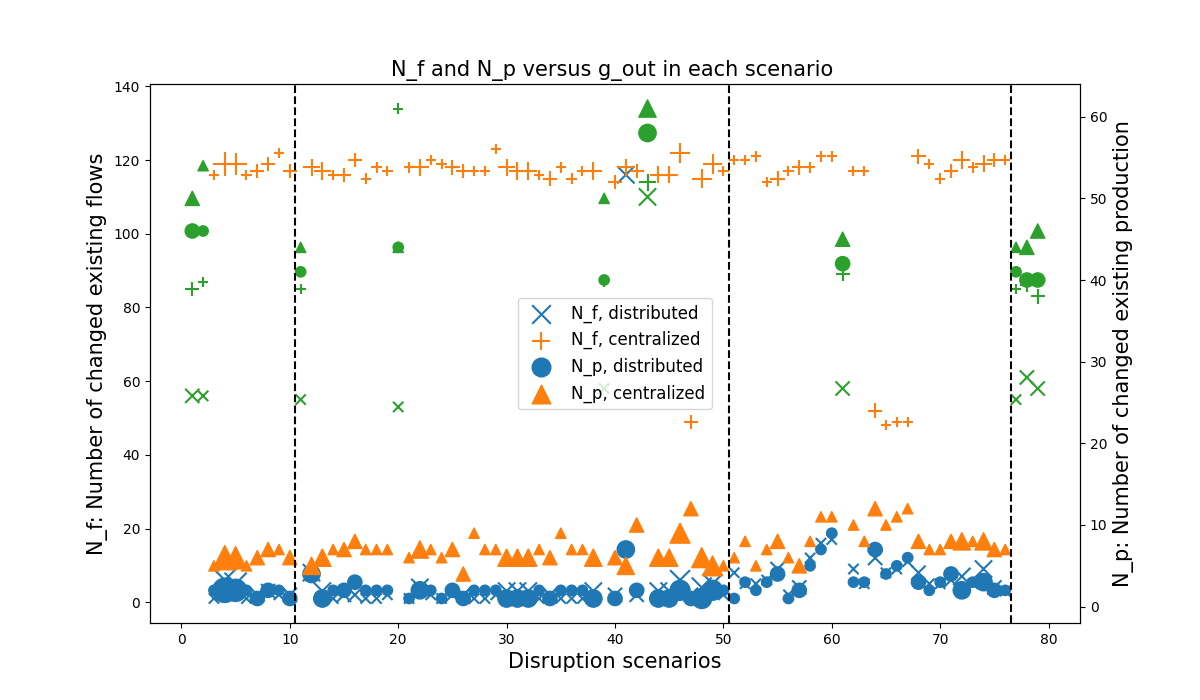 N_f and N_p versus g_out in each scenario
N_f: Number of changed existing flows
140
120
100
80
60
40
20
0
N_f, distributed
N_f, centralized
N_p, distributed
N_p, centralized
60
50
40
30
20
10
0
N_p: Number of changed existing production
0 10 20 30 40 50 60 70 80
Disruption scenarios